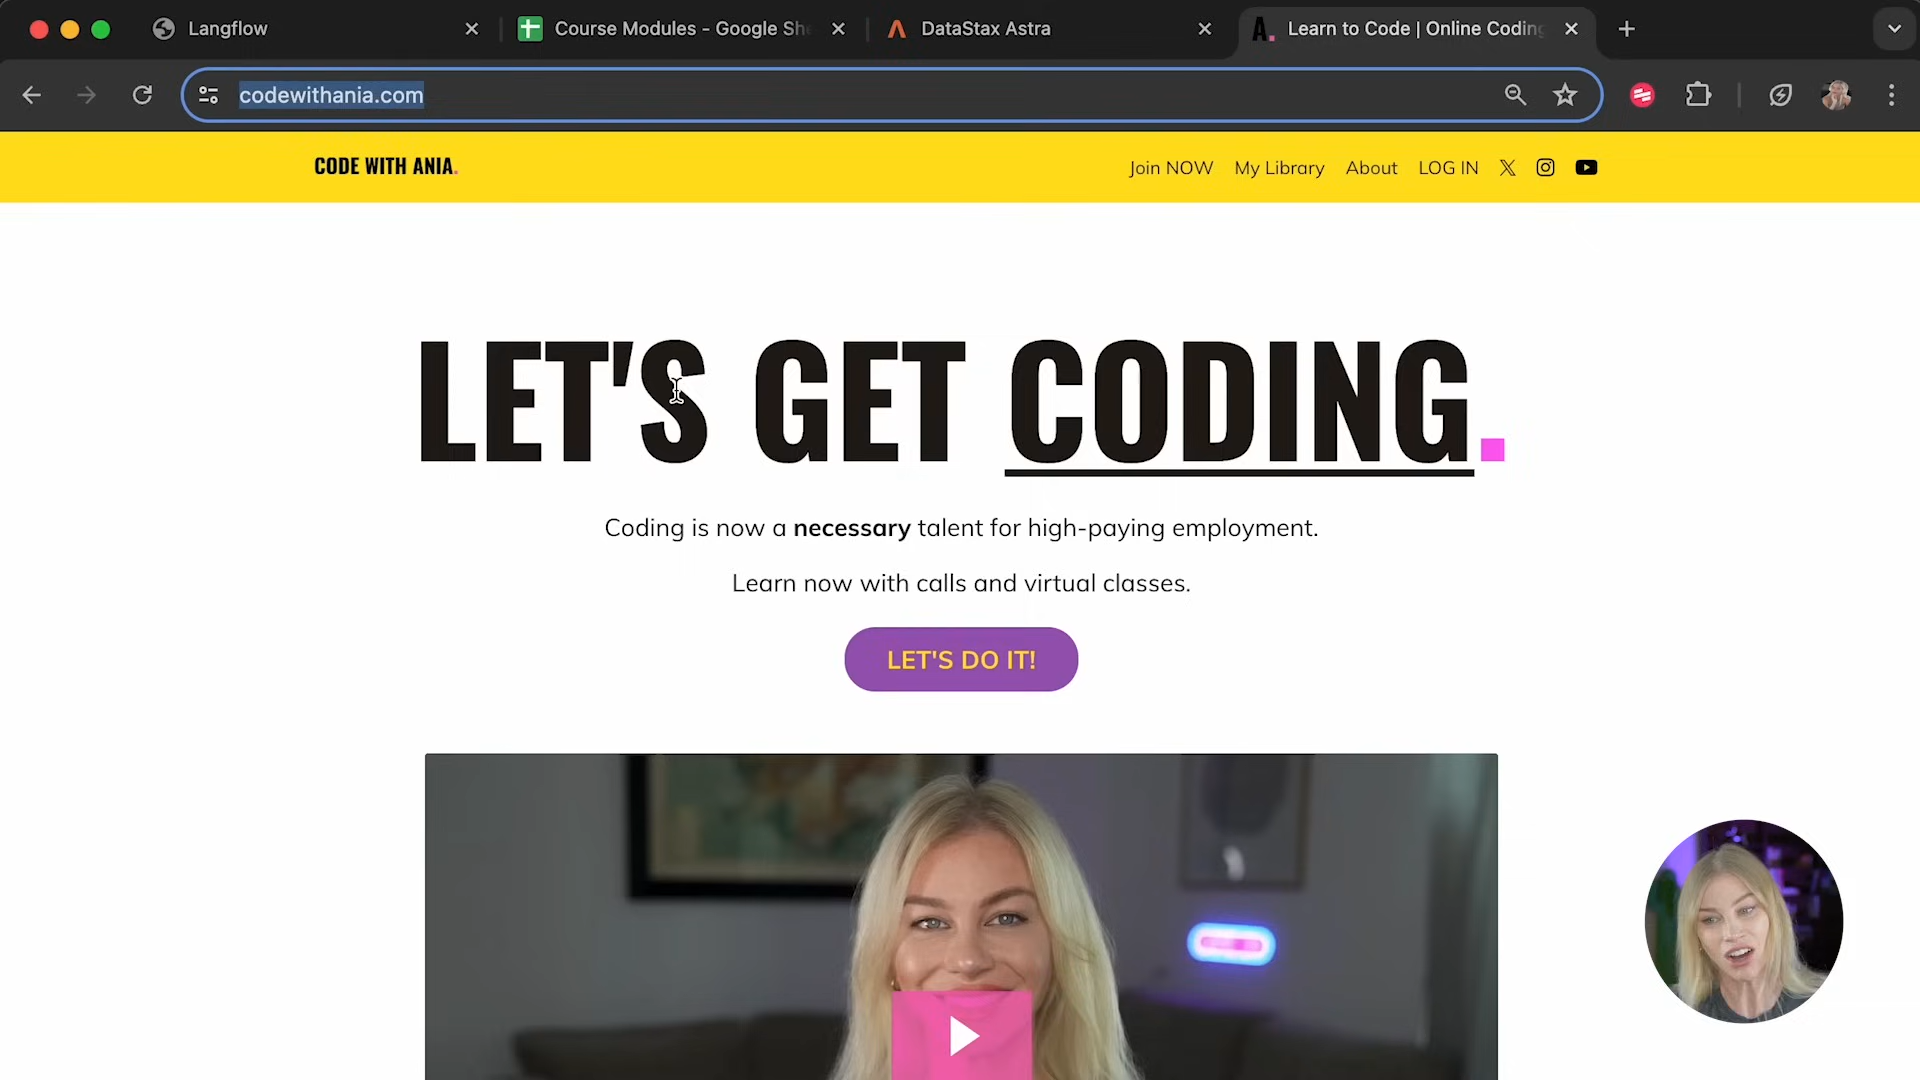 Langflow
Course Modules - Google She
DataStax Astra
Learn to Code | Online Coding
codewithania.com
CODE WITH ANIA.
Join NOW
My Library
About
LOG IN
LET'S GET CODING.
Coding is now a necessary talent for high-paying employment.
Learn now with calls and virtual classes.
LET'S DO IT!